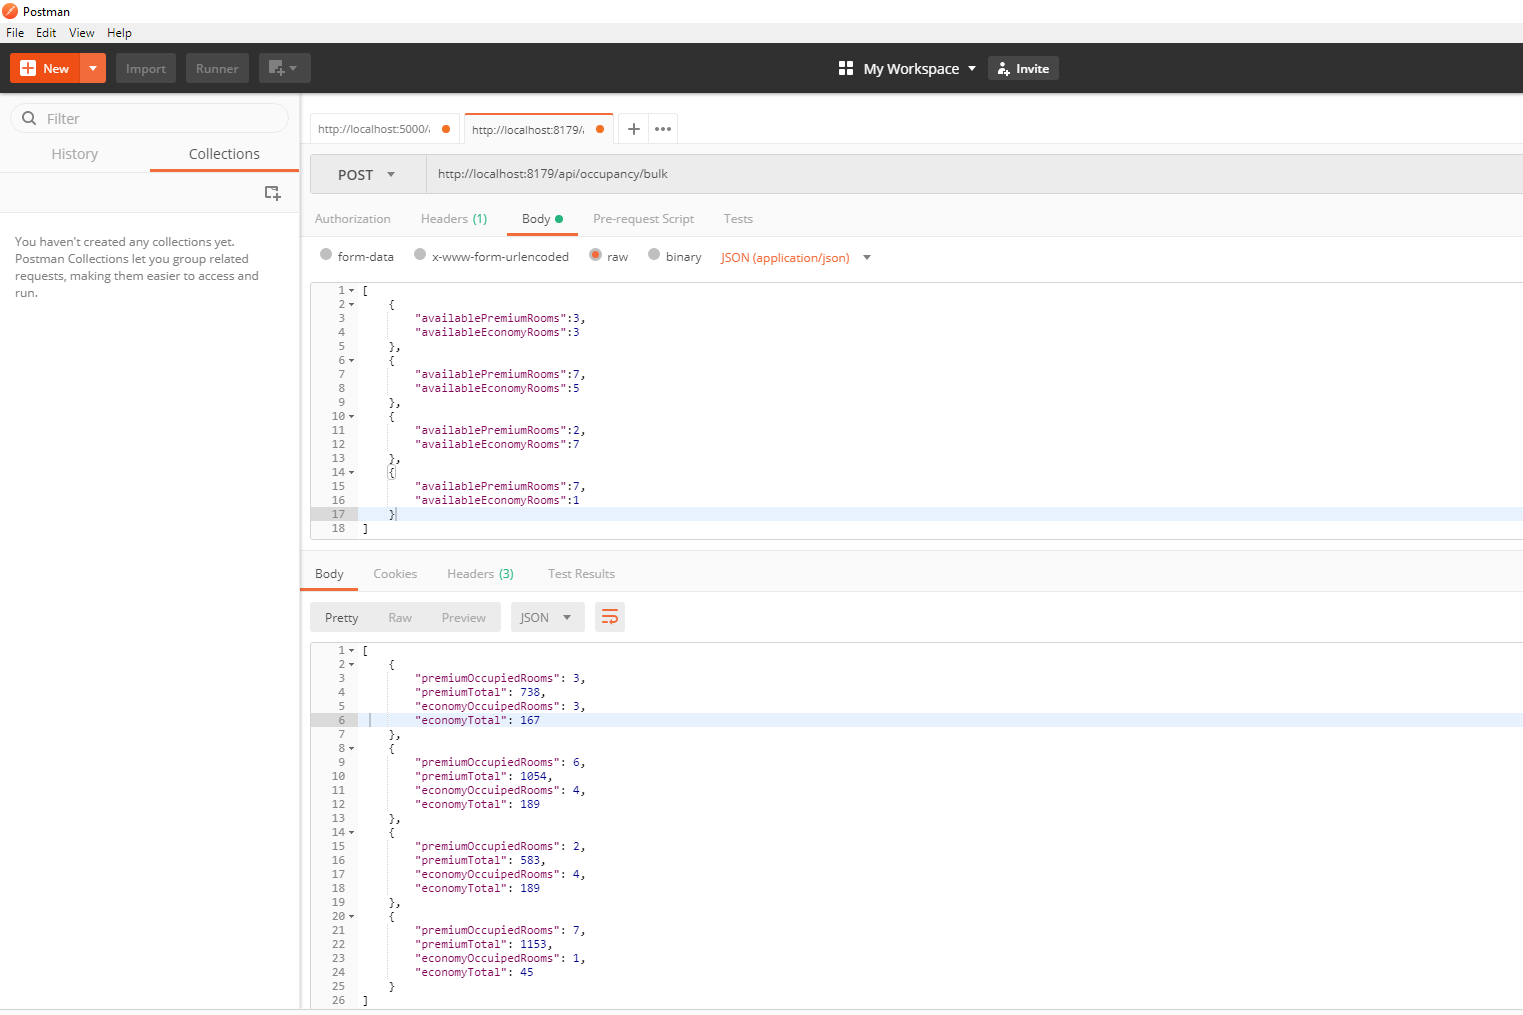 Postman
File Edit View Help
New Import Runner My Workspace Invite
Filter
History Collections
You haven't created any collections yet.
Postman Collections let you group related
requests, making them easier to access and
run.
http://localhost:5000/ http://localhost:8179/
POST http://localhost:8179/api/occupancy/bulk
Authorization Headers (1) Body Pre-request Script Tests
form-data x-www-form-urlencoded raw binary JSON (application/json)
1 [
2 {
3 "availablePremiumRooms":3,
4 "availableEconomyRooms":3
5 },
6 {
7 "availablePremiumRooms":7,
8 "availableEconomyRooms":5
9 },
10 {
11 "availablePremiumRooms":2,
12 "availableEconomyRooms":7
13 },
14 {
15 "availablePremiumRooms":7,
16 "availableEconomyRooms":1
17 }
18 ]
Body Cookies Headers (3) Test Results
Pretty Raw Preview JSON
1 [
2 {
3 "premiumOccupiedRooms": 3,
4 "premiumTotal": 738,
5 "economyOccuipedRooms": 3,
6 "economyTotal": 167
7 },
8 {
9 "premiumOccupiedRooms": 6,
10 "premiumTotal": 1054,
11 "economyOccuipedRooms": 4,
12 "economyTotal": 189
13 },
14 {
15 "premiumOccupiedRooms": 2,
16 "premiumTotal": 583,
17 "economyOccuipedRooms": 4,
18 "economyTotal": 189
19 },
20 {
21 "premiumOccupiedRooms": 7,
22 "premiumTotal": 1153,
23 "economyOccuipedRooms": 1,
24 "economyTotal": 45
25 }
26 ]